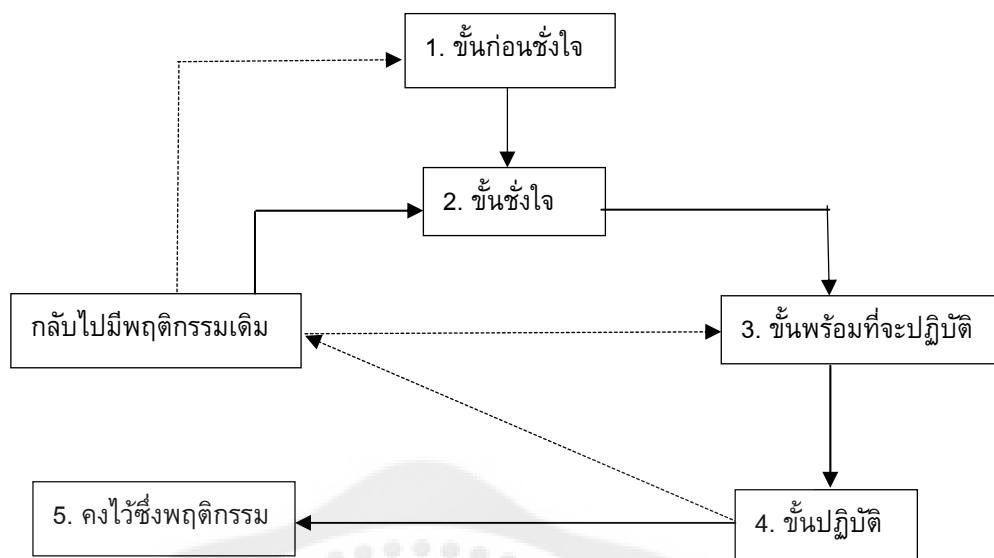 1. ขั้นก่อนชั่งใจ
2. ขั้นชั่งใจ
กลับไปมีพฤติกรรมเดิม
3. ขั้นพร้อมที่จะปฏิบัติ
5. คงไว้ซึ่งพฤติกรรม
4. ขั้นปฏิบัติ